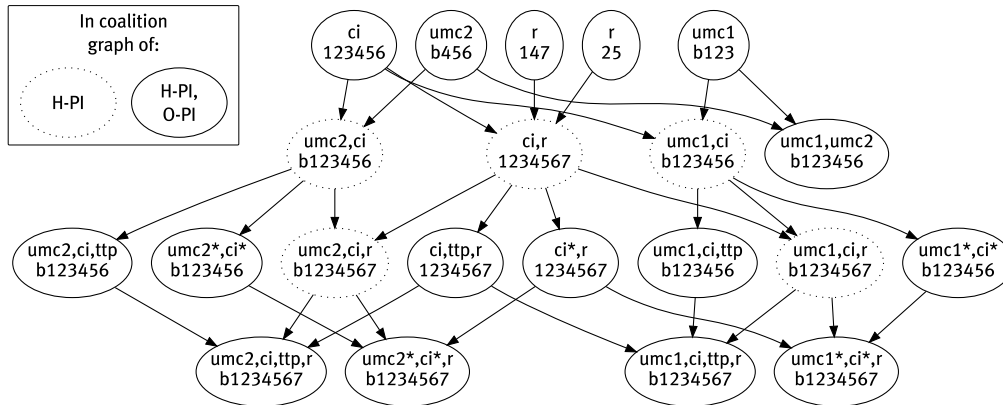 In coalition
graph of:
H-PI
H-PI,
O-PI
ci
123456
umc2
b456
r
147
r
25
umc1
b123
umc2,ci
b123456
ci,r
1234567
umc1,ci
b123456
umc1,umc2
b123456
umc2,ci,ttp
b123456
umc2*,ci*
b123456
umc2,ci,r
b1234567
ci,ttp,r
1234567
ci*,r
1234567
umc1,ci,ttp
b123456
umc1,ci,r
b1234567
umc1*,ci*
b123456
umc2,ci,ttp,r
b1234567
umc2*,ci*,r
b1234567
umc1,ci,ttp,r
b1234567
umc1*,ci*,r
b1234567